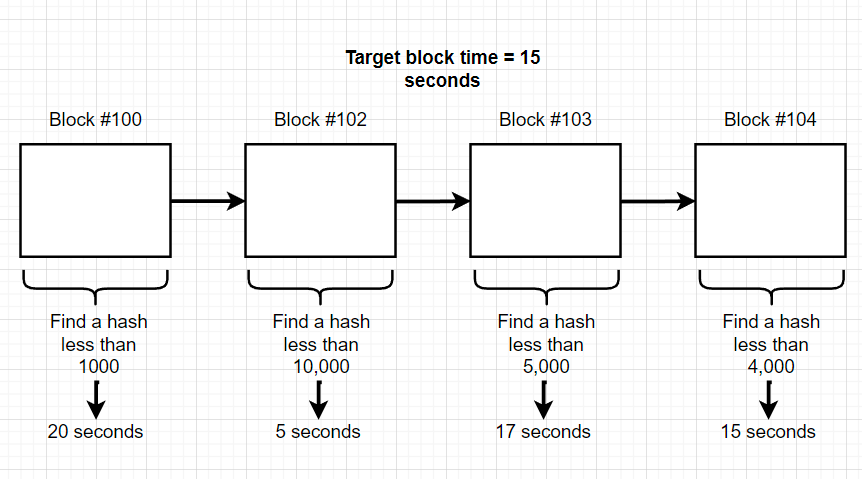 Target block time = 15
seconds
Block #100
Block #102
Block #103
Block #104
Find a hash
less than
1000
Find a hash
less than
10,000
Find a hash
less than
5,000
Find a hash
less than
4,000
20 seconds
5 seconds
17 seconds
15 seconds